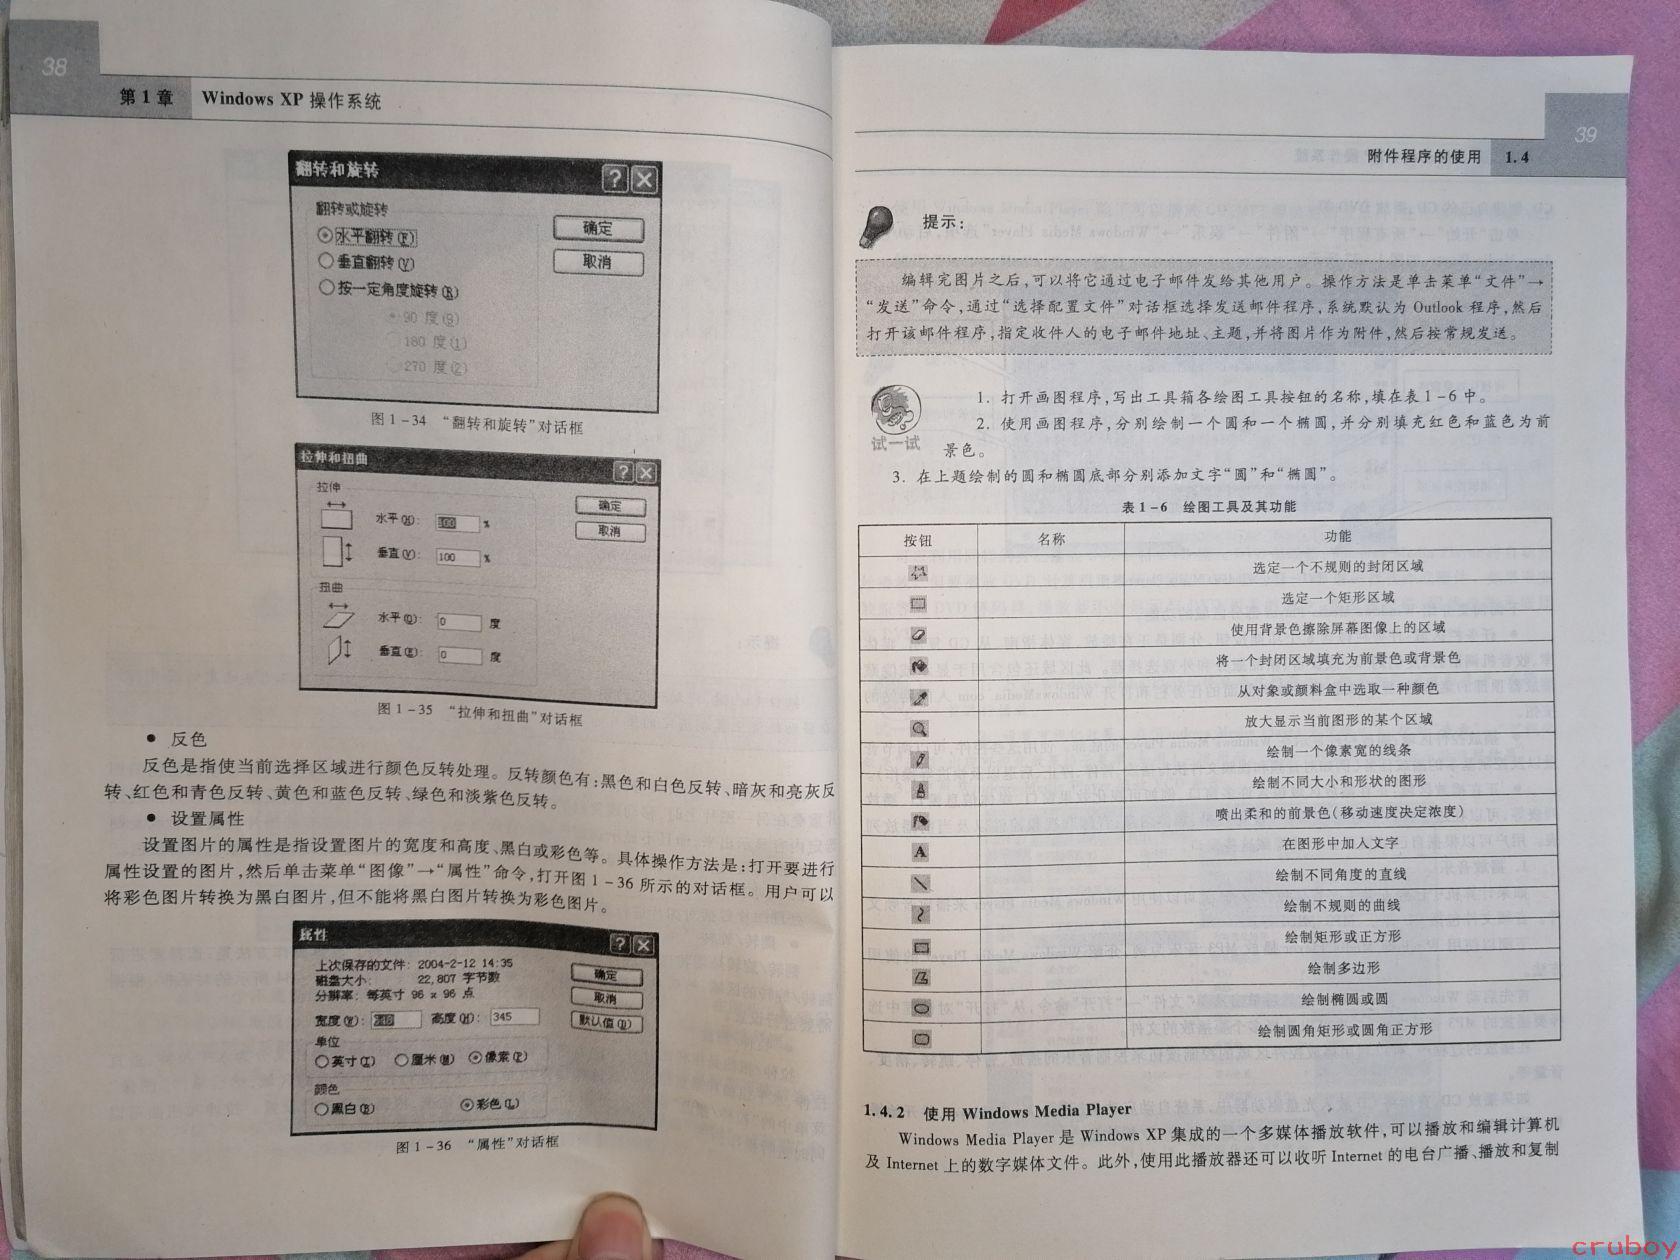 38
第1章 Windows XP 操作系统
翻转和旋转
翻转或旋转
水平翻转(F)
垂直翻转(V)
按一定角度旋转(R)
90 度(9)
180 度(1)
270 度(2)
确定
取消
图1-34 “翻转和旋转”对话框
拉伸和扭曲
拉伸
水平(H): 100 %
垂直(V): 100 %
扭曲
水平(O): 0 度
垂直(E): 0 度
确定
取消
图1-35 “拉伸和扭曲”对话框
● 反色
反色是指使当前选择区域进行颜色反转处理。反转颜色有:黑色和白色反转、暗灰和亮灰反
转、红色和青色反转、黄色和蓝色反转、绿色和淡紫色反转。
● 设置属性
设置图片的属性是指设置图片的宽度和高度、黑白或彩色等。具体操作方法是:打开要进行
属性设置的图片,然后单击菜单“图像”→“属性”命令,打开图1-36所示的对话框。用户可以
将彩色图片转换为黑白图片,但不能将黑白图片转换为彩色图片。
属性
上次保存的文件: 2004-2-12 14:35
磁盘大小: 22,807 字节数
分辨率: 每英寸 96 x 96 点
宽度(W): 高度(H): 345
单位
英寸(I) 厘米(M) 像素(P)
颜色
黑白(B) 彩色(L)
确定
取消
默认值(D)
图1-36 “属性”对话框
39
附件程序的使用 1.4
提示:
编辑完图片之后,可以将它通过电子邮件发给其他用户。操作方法是单击菜单“文件”→
“发送”命令,通过“选择配置文件”对话框选择发送邮件程序,系统默认为 Outlook 程序,然后
打开该邮件程序,指定收件人的电子邮件地址、主题,并将图片作为附件,然后按常规发送。
试一试
1. 打开画图程序,写出工具箱各绘图工具按钮的名称,填在表1-6中。
2. 使用画图程序,分别绘制一个圆和一个椭圆,并分别填充红色和蓝色为前
景色。
3. 在上题绘制的圆和椭圆底部分别添加文字“圆”和“椭圆”。
表1-6 绘图工具及其功能
按钮 名称 功能
选定一个不规则的封闭区域
选定一个矩形区域
使用背景色擦除屏幕图像上的区域
将一个封闭区域填充为前景色或背景色
从对象或颜料盒中选取一种颜色
放大显示当前图形的某个区域
绘制一个像素宽的线条
绘制不同大小和形状的图形
喷出柔和的前景色(移动速度决定浓度)
A 在图形中加入文字
绘制不同角度的直线
绘制不规则的曲线
绘制矩形或正方形
绘制多边形
绘制椭圆或圆
绘制圆角矩形或圆角正方形
1.4.2 使用 Windows Media Player
Windows Media Player 是 Windows XP 集成的一个多媒体播放软件,可以播放和编辑计算机
及 Internet 上的数字媒体文件。此外,使用此播放器还可以收听 Internet 的电台广播、播放和复制
cruboy